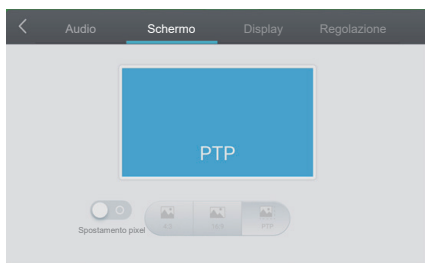 Audio Schermo Display Regolazione
PTP
4:3 16:9 PTP
Spostamento pixel